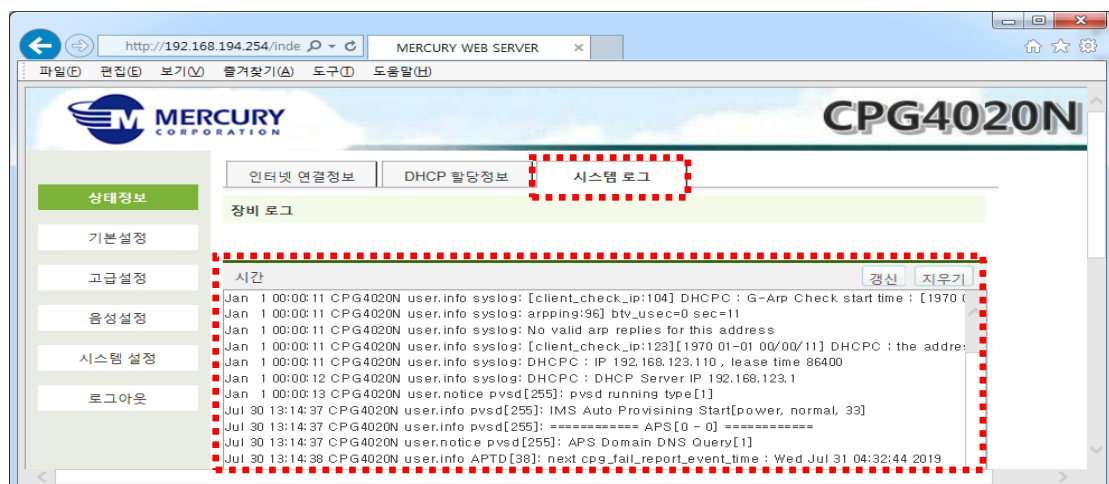 http://192.168.194.254/inde
MERCURY WEB SERVER
파일(F) 편집(E) 보기(V) 즐겨찾기(A) 도구(T) 도움말(H)
MERCURY
CORPORATION
CPG4020N
인터넷 연결정보 DHCP 할당정보 시스템 로그
상태정보
장비 로그
기본설정
고급설정
음성설정
시스템 설정
로그아웃
시간 갱신 지우기
Jan 1 00:00:11 CPG4020N user.info syslog: [client_check_ip:104] DHCPC : G-Arp Check start time : [1970
Jan 1 00:00:11 CPG4020N user.info syslog: arpping:96] btv_usec=0 sec=11
Jan 1 00:00:11 CPG4020N user.info syslog: No valid arp replies for this address
Jan 1 00:00:11 CPG4020N user.info syslog: [client_check_ip:123][1970 01-01 00/00/11] DHCPC : the addre
Jan 1 00:00:11 CPG4020N user.info syslog: DHCPC : IP 192.168.123.110 , lease time 86400
Jan 1 00:00:12 CPG4020N user.info syslog: DHCPC : DHCP Server IP 192.168.123.1
Jan 1 00:00:13 CPG4020N user.notice pvsd[255]: pvsd running type[1]
Jul 30 13:14:37 CPG4020N user.info pvsd[255]: IMS Auto Provisining Start[power, normal, 33]
Jul 30 13:14:37 CPG4020N user.info pvsd[255]: ============ APS[0 - 0] ============
Jul 30 13:14:37 CPG4020N user.notice pvsd[255]: APS Domain DNS Query[1]
Jul 30 13:14:38 CPG4020N user.info APTD[38]: next cpg_fail_report_event_time : Wed Jul 31 04:32:44 2019